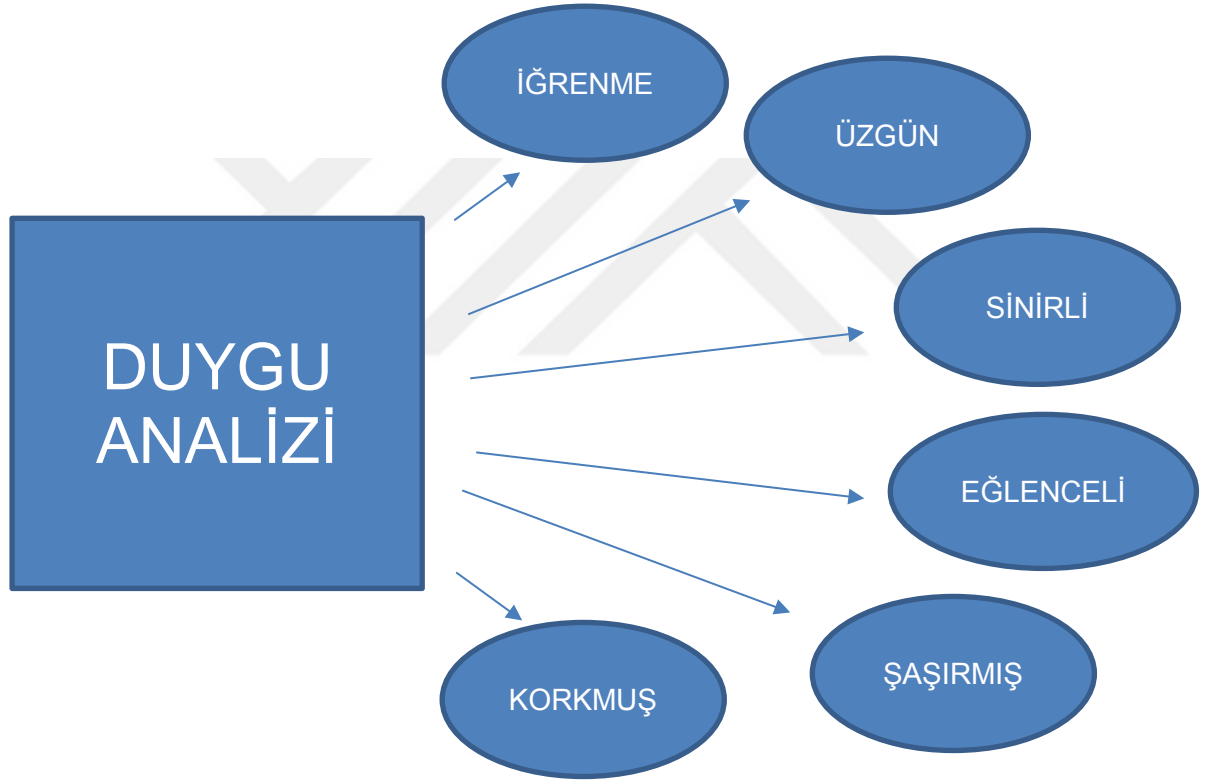 İĞRENME
ÜZGÜN
SİNİRLİ
DUYGU
ANALİZİ
EĞLENCELİ
ŞAŞIRMIŞ
KORKMUŞ